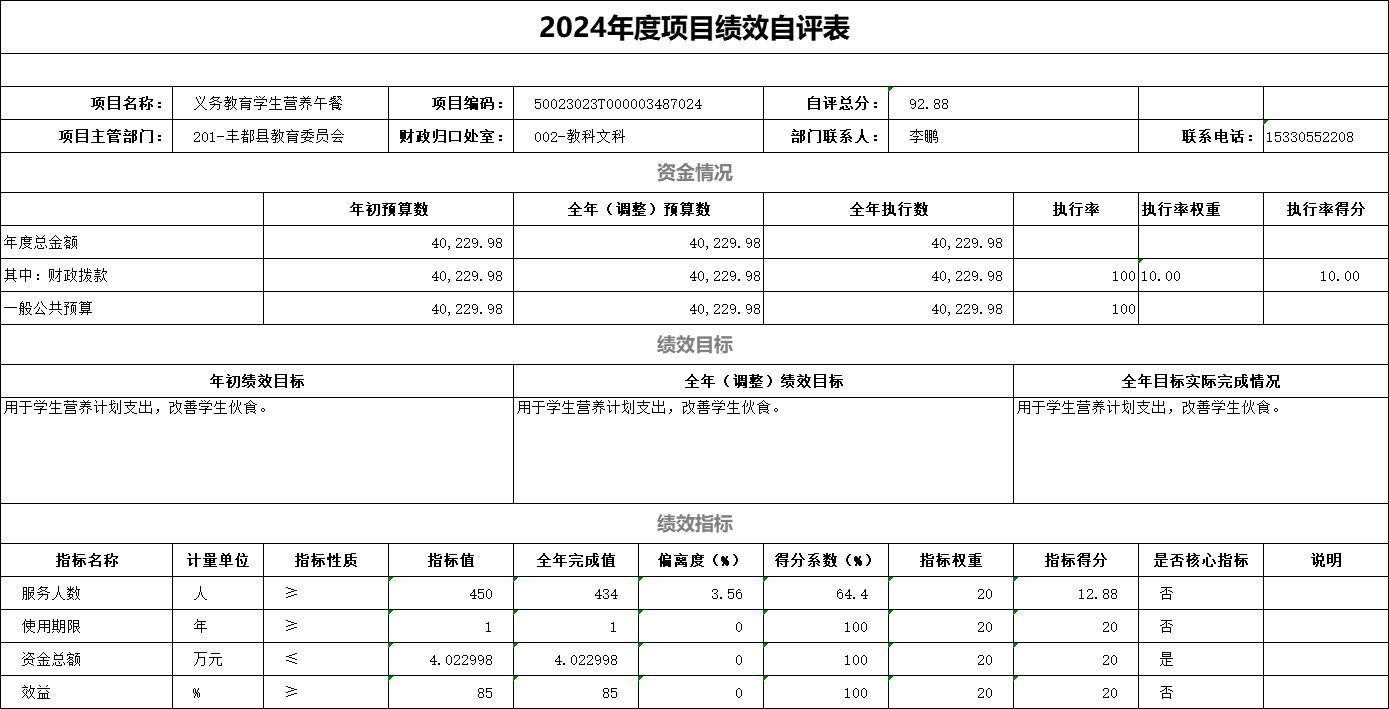 2024年度项目绩效自评表
项目名称： 义务教育学生营养午餐 项目编码： 50023023T000003487024 自评总分： 92.88
项目主管部门： 201-丰都县教育委员会 财政归口处室： 002-教科文科 部门联系人： 李鹏 联系电话： 15330552208
资金情况
年初预算数 全年（调整）预算数 全年执行数 执行率 执行率权重 执行率得分
年度总金额 40,229.98 40,229.98 40,229.98
其中：财政拨款 40,229.98 40,229.98 40,229.98 100 10.00 10.00
一般公共预算 40,229.98 40,229.98 40,229.98 100
绩效目标
年初绩效目标 全年（调整）绩效目标 全年目标实际完成情况
用于学生营养计划支出，改善学生伙食。 用于学生营养计划支出，改善学生伙食。 用于学生营养计划支出，改善学生伙食。
绩效指标
指标名称 计量单位 指标性质 指标值 全年完成值 偏离度（%） 得分系数（%） 指标权重 指标得分 是否核心指标 说明
服务人数 人 ≥ 450 434 3.56 64.4 20 12.88 否
使用期限 年 ≥ 1 1 0 100 20 20 否
资金总额 万元 ≤ 4.022998 4.022998 0 100 20 20 是
效益 % ≥ 85 85 0 100 20 20 否